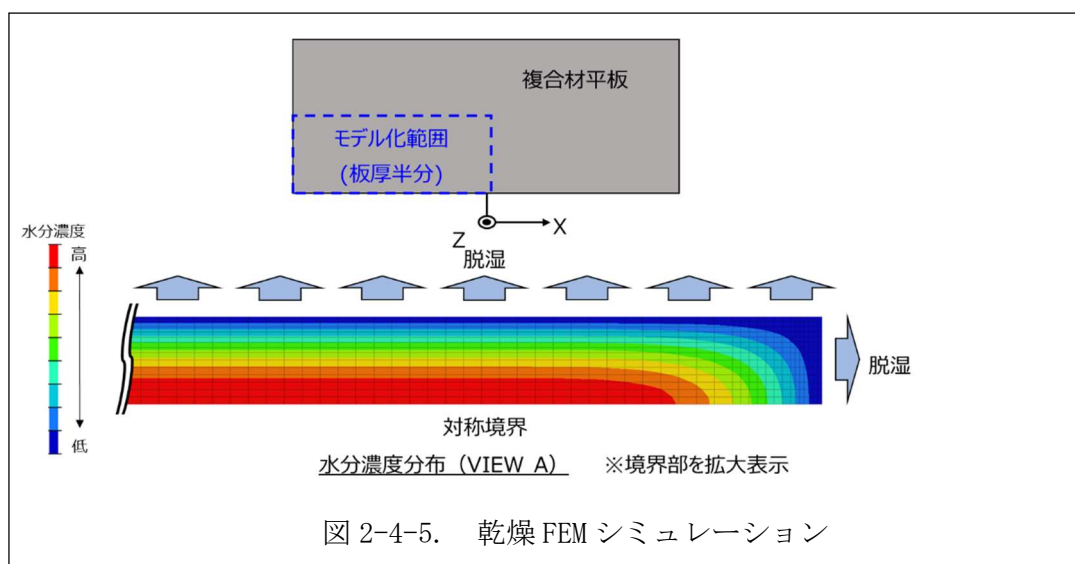 複合材平板
モデル化範囲
(板厚半分)
X
Z
脱湿
水分濃度
高
低
脱湿
対称境界
水分濃度分布（VIEW A） ※境界部を拡大表示
図 2-4-5. 乾燥 FEM シミュレーション